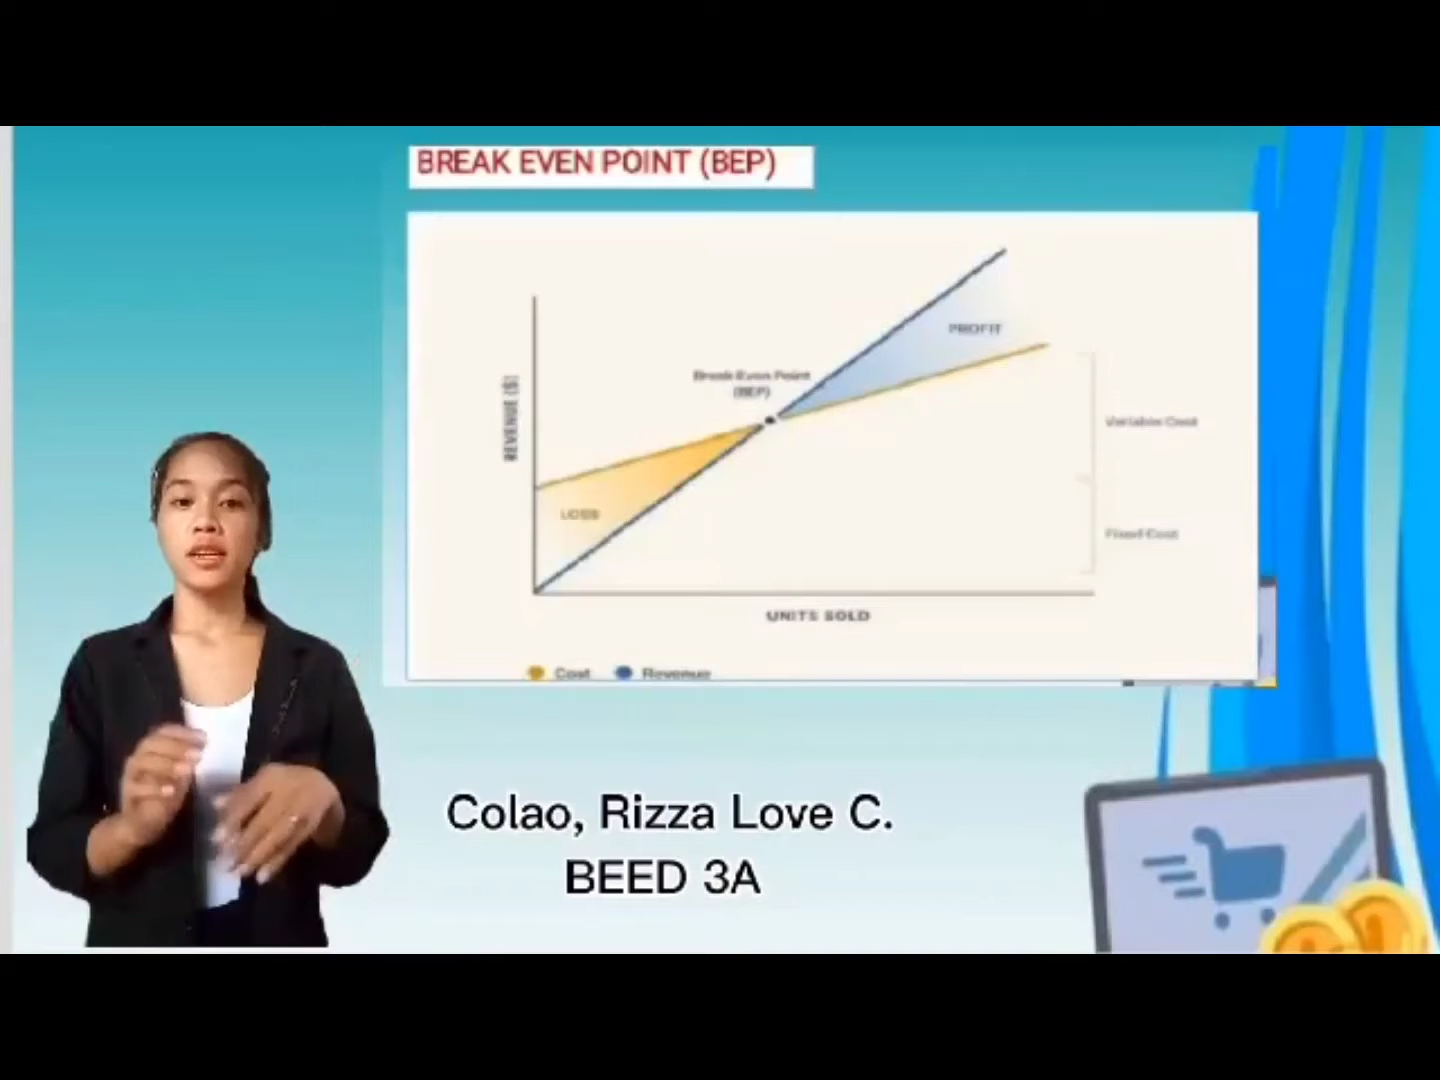 BREAK EVEN POINT (BEP)
PROFIT
Break Even Point
(BEP)
REVENUE ($)
Variable Cost
LOSS
Fixed Cost
UNITS SOLD
Cost
Revenue
Colao, Rizza Love C.
BEED 3A